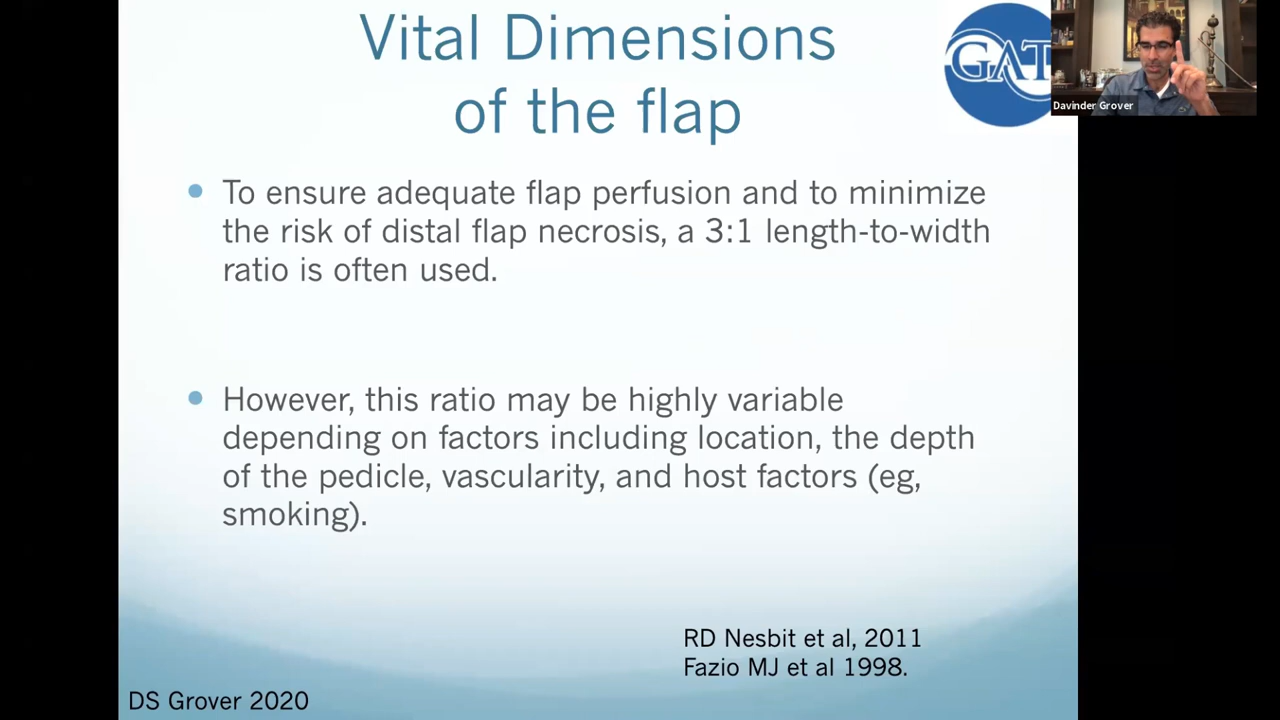 Vital Dimensions
of the flap
GAT
Davinder Grover
To ensure adequate flap perfusion and to minimize
the risk of distal flap necrosis, a 3:1 length-to-width
ratio is often used.
However, this ratio may be highly variable
depending on factors including location, the depth
of the pedicle, vascularity, and host factors (eg,
smoking).
RD Nesbit et al, 2011
Fazio MJ et al 1998.
DS Grover 2020